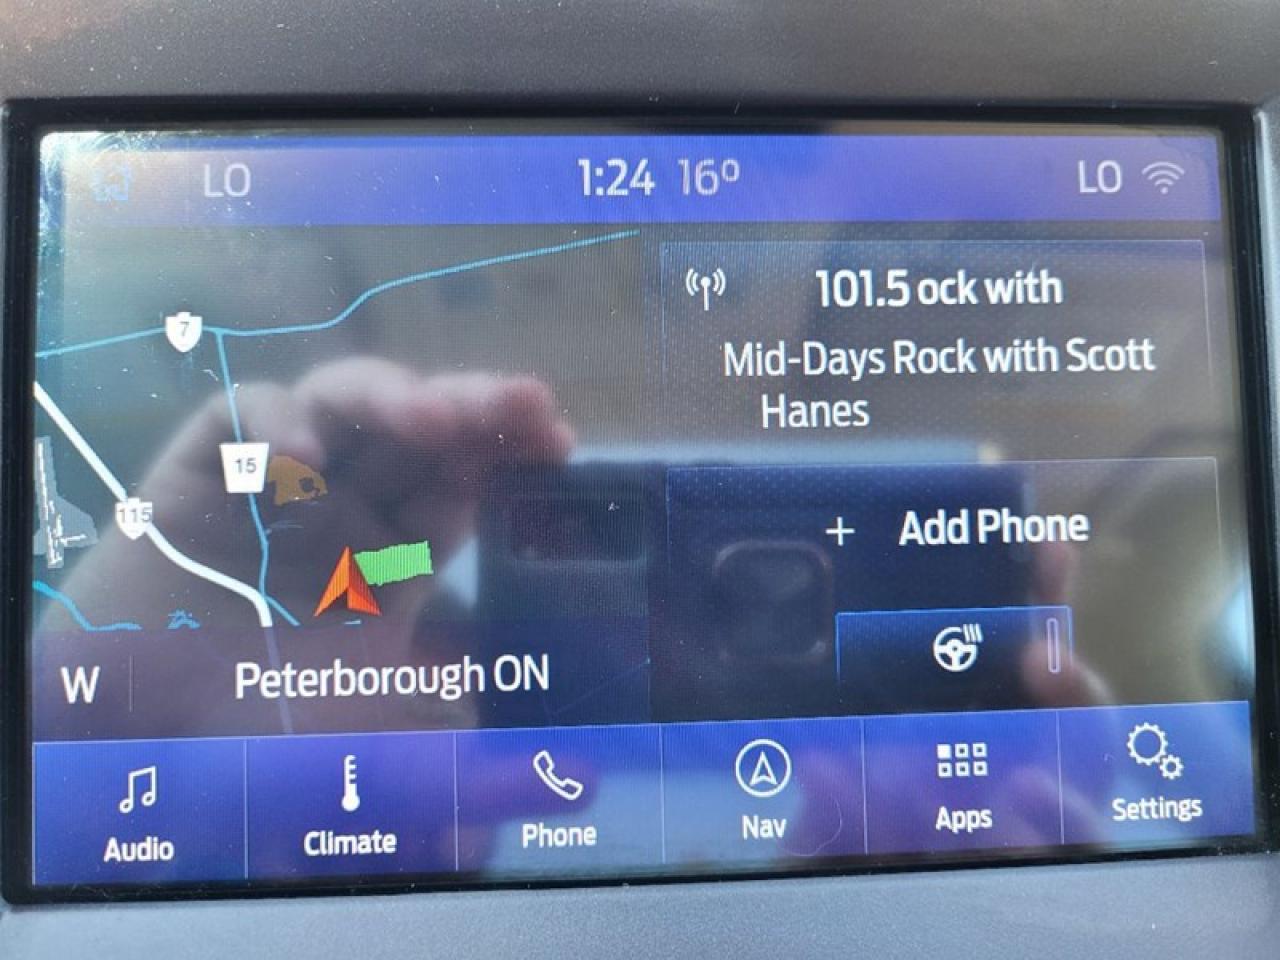 LO 1:24 16° LO
7
15
115
W Peterborough ON
101.5 ock with
Mid-Days Rock with Scott
Hanes
+ Add Phone
Audio Climate Phone Nav Apps Settings